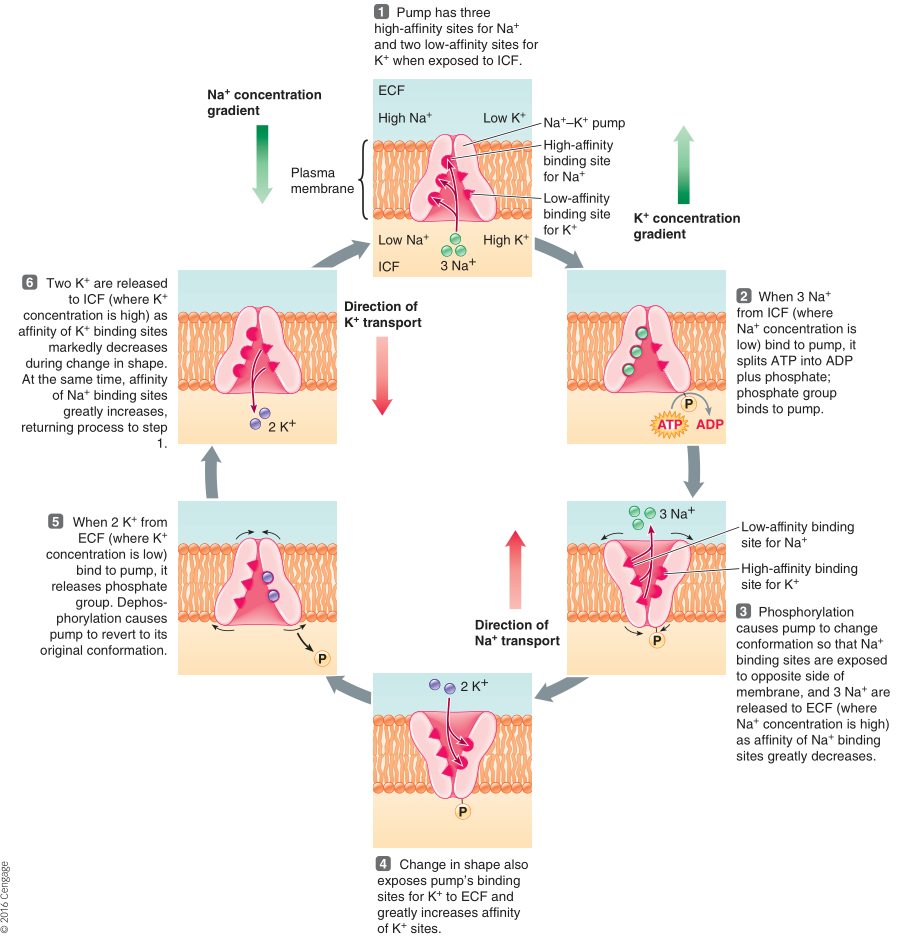 1 Pump has three
high-affinity sites for Na⁺
and two low-affinity sites for
K⁺ when exposed to ICF.
Na⁺ concentration
gradient
ECF
High Na⁺ Low K⁺
Na⁺–K⁺ pump
High-affinity
binding site
for Na⁺
Plasma
membrane
Low-affinity
binding site
for K⁺
K⁺ concentration
gradient
Low Na⁺ High K⁺
ICF 3 Na⁺
6 Two K⁺ are released
to ICF (where K⁺
concentration is high) as
affinity of K⁺ binding sites
markedly decreases
during change in shape.
At the same time, affinity
of Na⁺ binding sites
greatly increases,
returning process to step
1.
2 K⁺
Direction of
K⁺ transport
2 When 3 Na⁺
from ICF (where
Na⁺ concentration is
low) bind to pump, it
splits ATP into ADP
plus phosphate;
phosphate group
binds to pump.
P
ATP ADP
5 When 2 K⁺ from
ECF (where K⁺
concentration is low)
bind to pump, it
releases phosphate
group. Dephos-
phorylation causes
pump to revert to its
original conformation.
P
Direction of
Na⁺ transport
3 Na⁺
Low-affinity binding
site for Na⁺
High-affinity binding
site for K⁺
P
3 Phosphorylation
causes pump to change
conformation so that Na⁺
binding sites are exposed
to opposite side of
membrane, and 3 Na⁺ are
released to ECF (where
Na⁺ concentration is high)
as affinity of Na⁺ binding
sites greatly decreases.
2 K⁺
P
4 Change in shape also
exposes pump's binding
sites for K⁺ to ECF and
greatly increases affinity
of K⁺ sites.
© 2016 Cengage